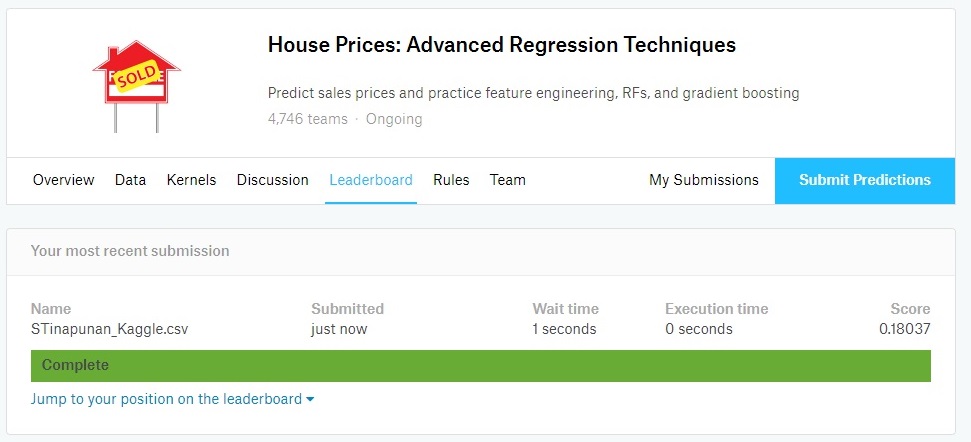 SOLD
House Prices: Advanced Regression Techniques
Predict sales prices and practice feature engineering, RFs, and gradient boosting
4,746 teams · Ongoing
Overview Data Kernels Discussion Leaderboard Rules Team My Submissions Submit Predictions
Your most recent submission
Name Submitted Wait time Execution time Score
STinapunan_Kaggle.csv just now 1 seconds 0 seconds 0.18037
Complete
Jump to your position on the leaderboard